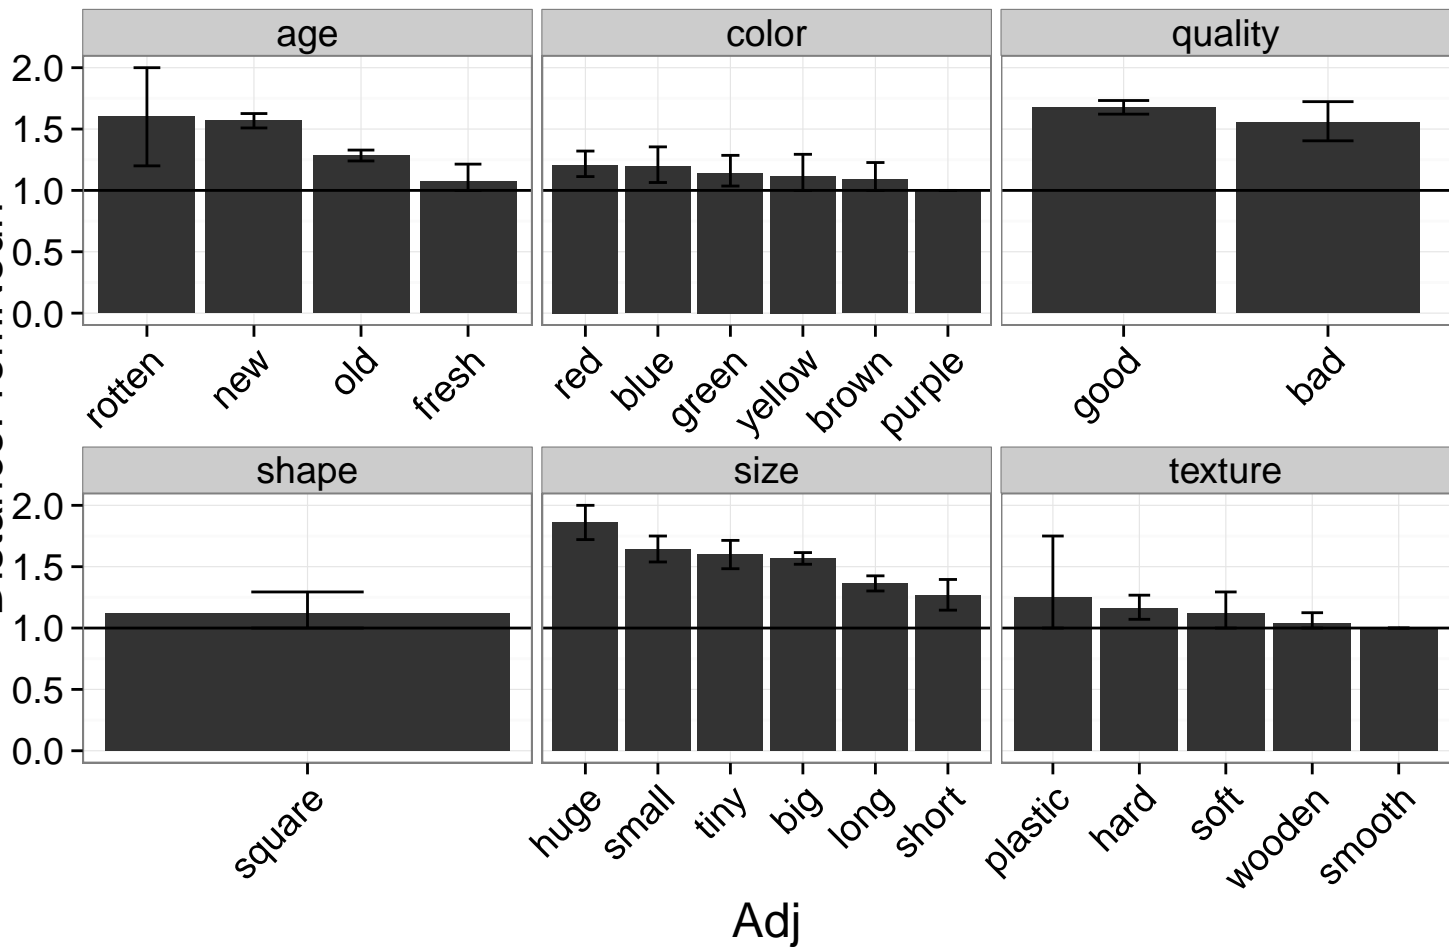 age color quality
2.0
1.5
1.0
0.5
0.0
rotten new old fresh red blue green yellow brown purple good bad
shape size texture
2.0
1.5
1.0
0.5
0.0
square huge small tiny big long short plastic hard soft wooden smooth
Adj